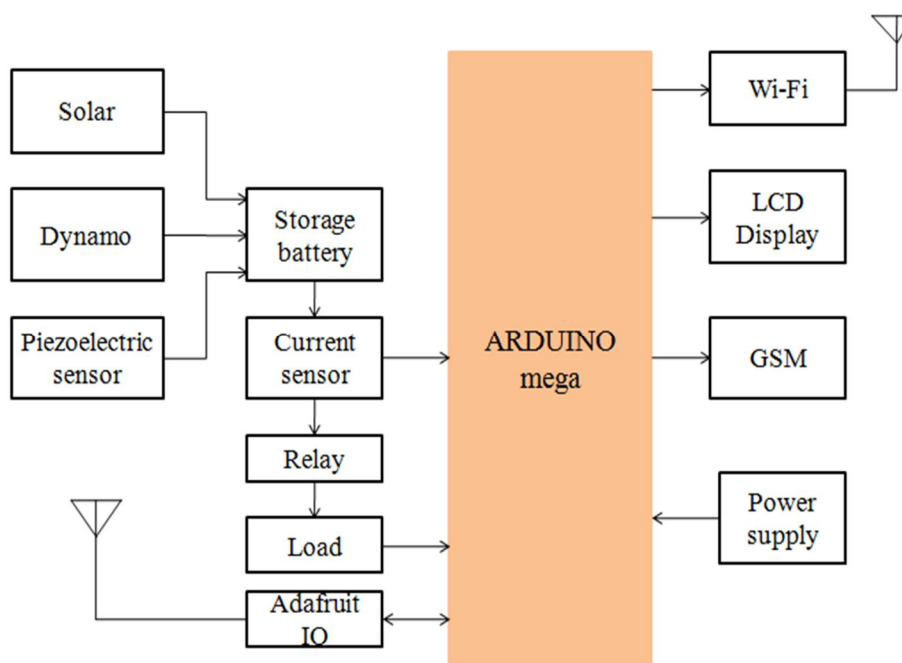 Solar
Dynamo
Piezoelectric
sensor
Storage
battery
Current
sensor
Relay
Load
Adafruit
IO
ARDUINO
mega
Wi-Fi
LCD
Display
GSM
Power
supply